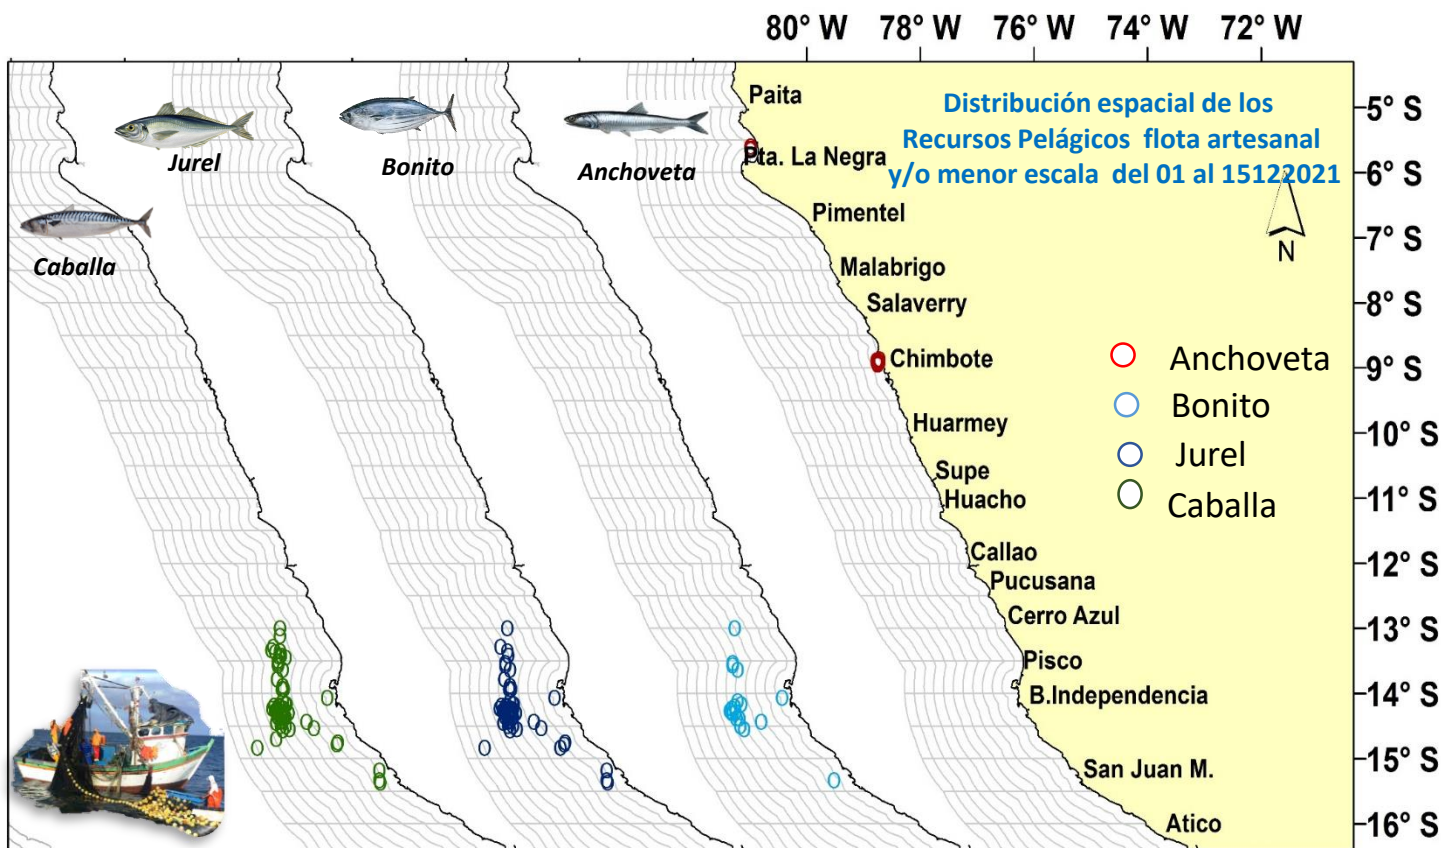 80° W 78° W 76° W 74° W 72° W
Distribución espacial de los
Recursos Pelágicos flota artesanal
y/o menor escala del 01 al 15122021
N
Caballa
Jurel
Bonito
Anchoveta
Paita
Pta. La Negra
Pimentel
Malabrigo
Salaverry
Chimbote
Huarmey
Supe
Huacho
Callao
Pucusana
Cerro Azul
Pisco
B.Independencia
San Juan M.
Atico
Anchoveta
Bonito
Jurel
Caballa
5° S
6° S
7° S
8° S
9° S
10° S
11° S
12° S
13° S
14° S
15° S
16° S